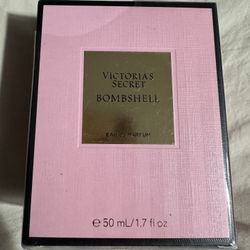 VICTORIA'S
SECRET
BOMBSHELL
EAU DE PARFUM
℮ 50 mL/1.7 fl oz